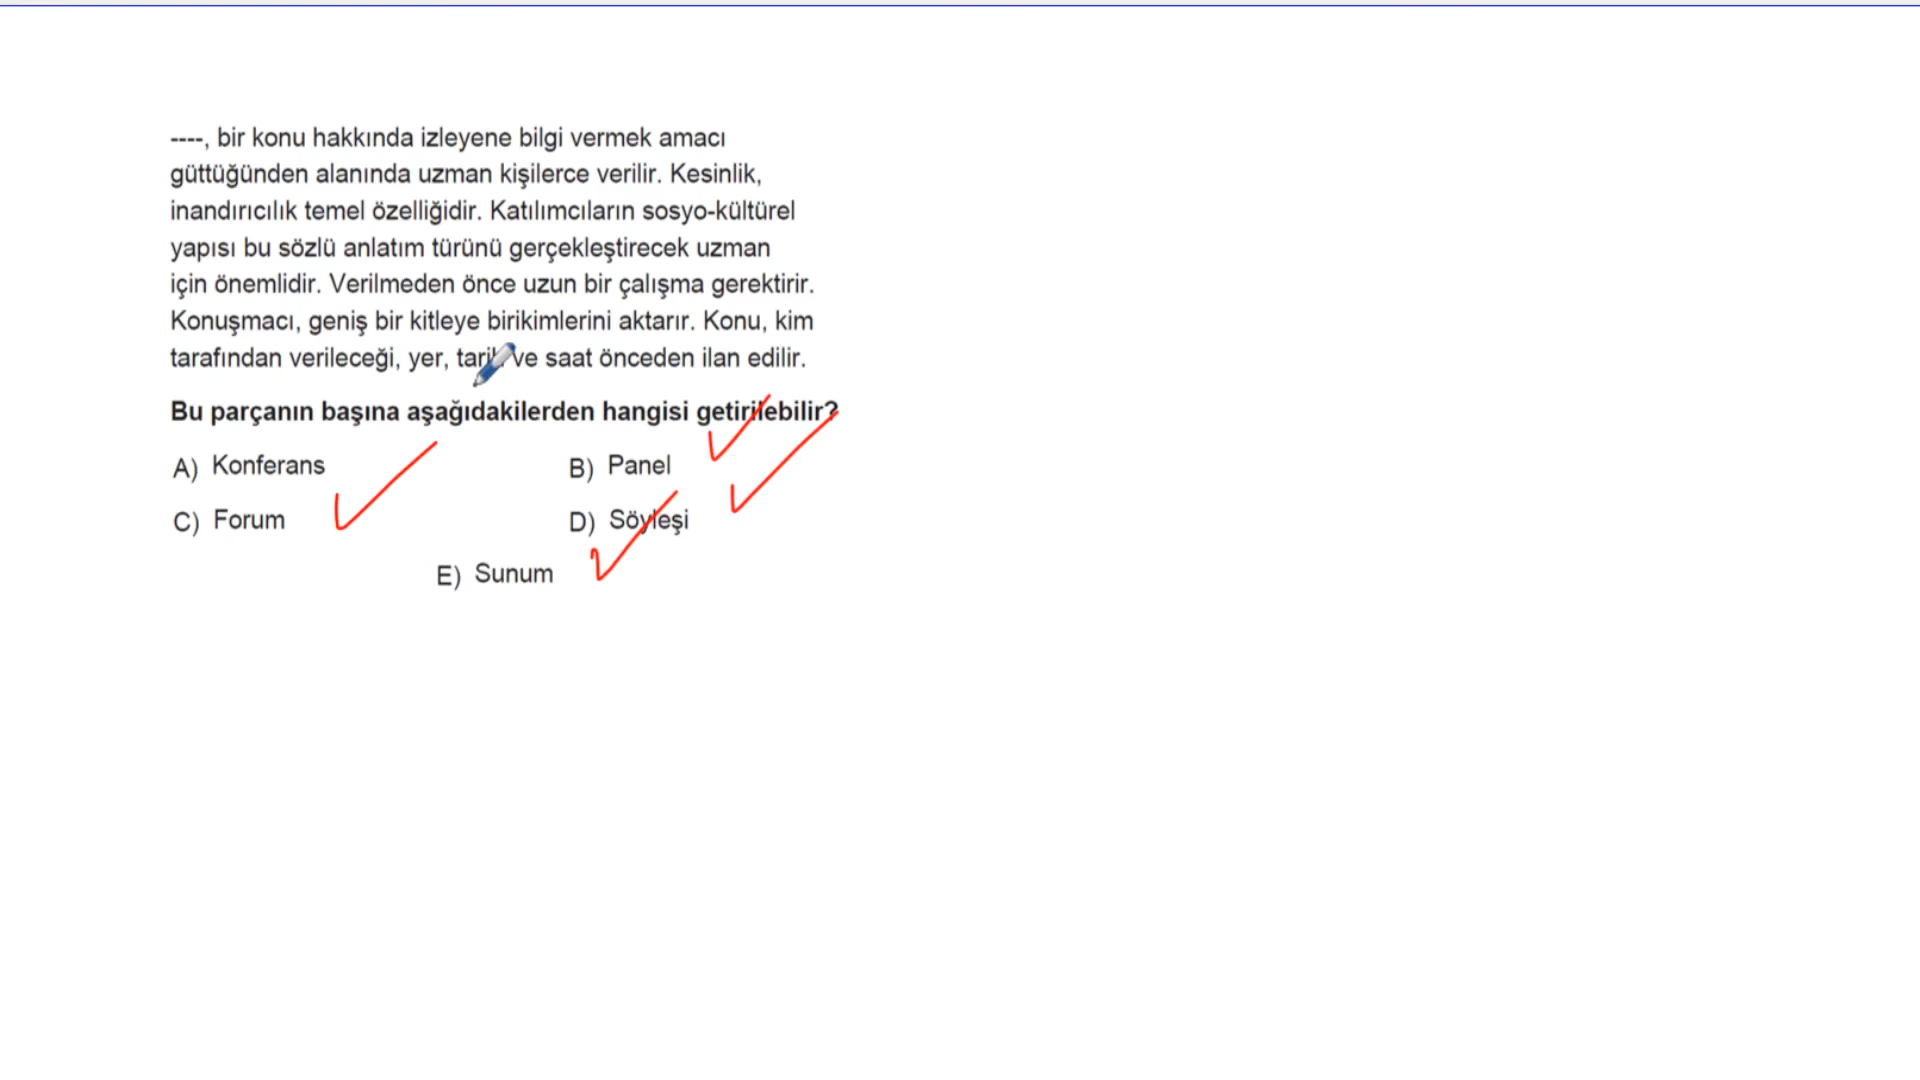 ----, bir konu hakkında izleyene bilgi vermek amacı
güttüğünden alanında uzman kişilerce verilir. Kesinlik,
inandırıcılık temel özelliğidir. Katılımcıların sosyo-kültürel
yapısı bu sözlü anlatım türünü gerçekleştirecek uzman
için önemlidir. Verilmeden önce uzun bir çalışma gerektirir.
Konuşmacı, geniş bir kitleye birikimlerini aktarır. Konu, kim
tarafından verileceği, yer, tarih ve saat önceden ilan edilir.
Bu parçanın başına aşağıdakilerden hangisi getirilebilir?
A) Konferans
B) Panel
C) Forum
D) Söyleşi
E) Sunum